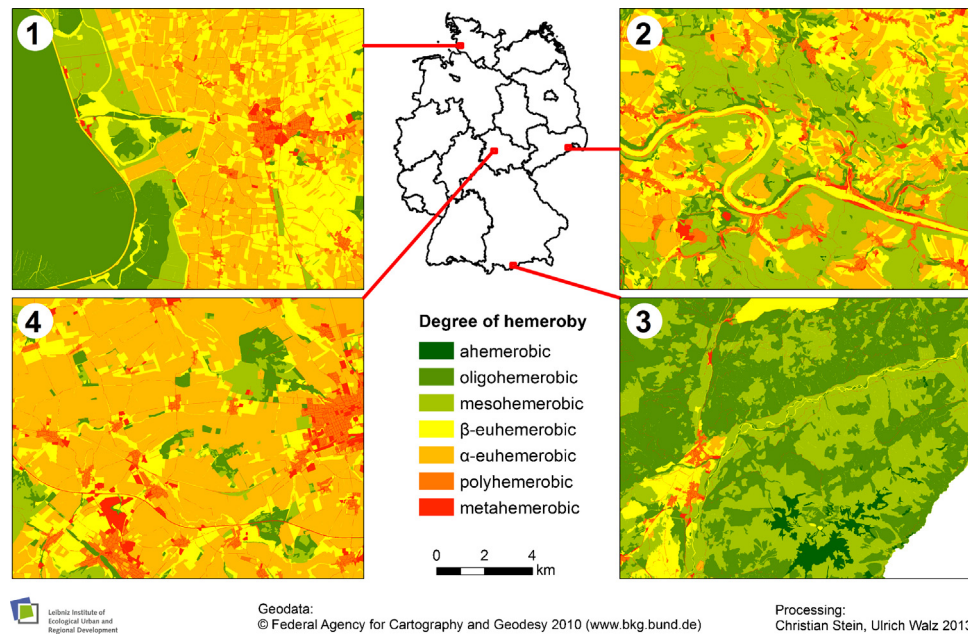 1
2
4
3
Degree of hemeroby
ahemerobic
oligohemerobic
mesohemerobic
β-euhemerobic
α-euhemerobic
polyhemerobic
metahemerobic
0 2 4
km
Leibniz Institute of
Ecological Urban and
Regional Development
Geodata:
© Federal Agency for Cartography and Geodesy 2010 (www.bkg.bund.de)
Processing:
Christian Stein, Ulrich Walz 2013